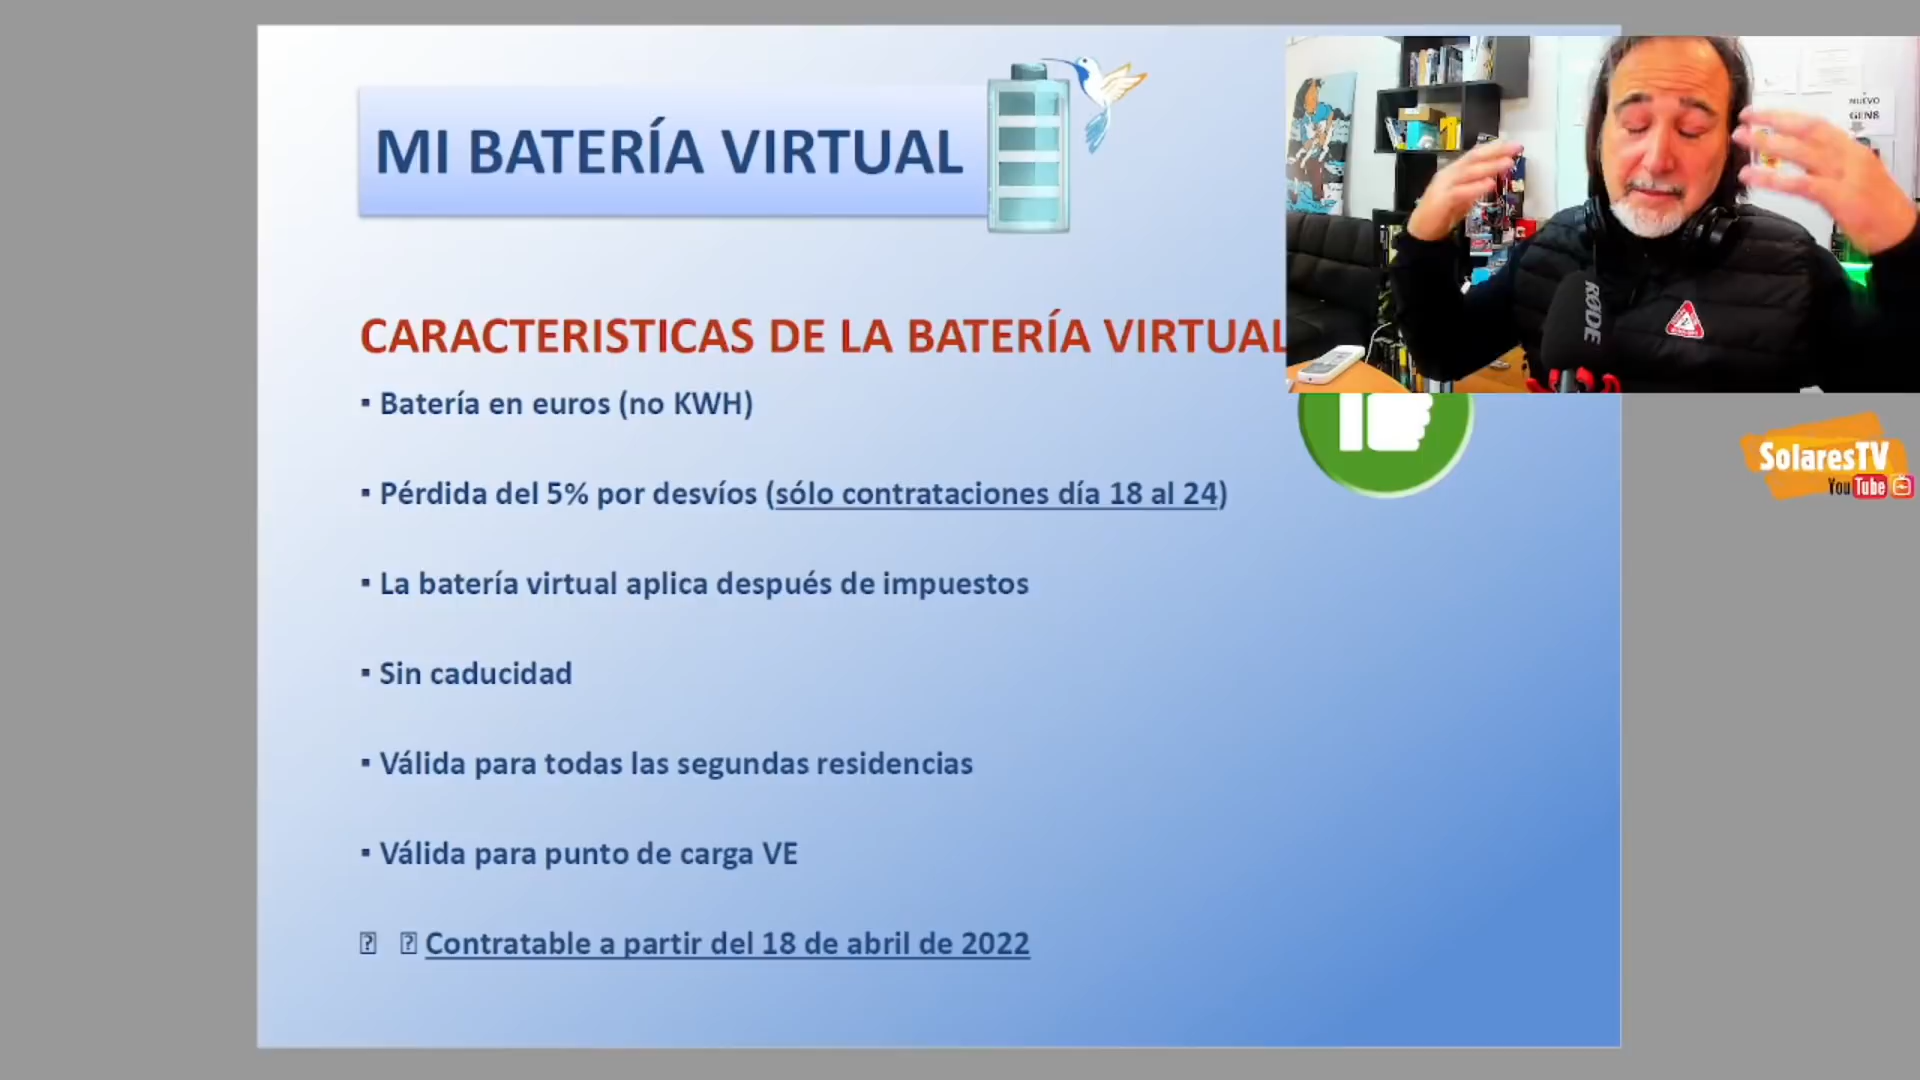 MI BATERÍA VIRTUAL
NUEVO
GEN8
RØDE
CARACTERISTICAS DE LA BATERÍA VIRTUAL
▪ Batería en euros (no KWH)
SolaresTV
YouTube
▪ Pérdida del 5% por desvíos (sólo contrataciones día 18 al 24)
▪ La batería virtual aplica después de impuestos
▪ Sin caducidad
▪ Válida para todas las segundas residencias
▪ Válida para punto de carga VE
Contratable a partir del 18 de abril de 2022